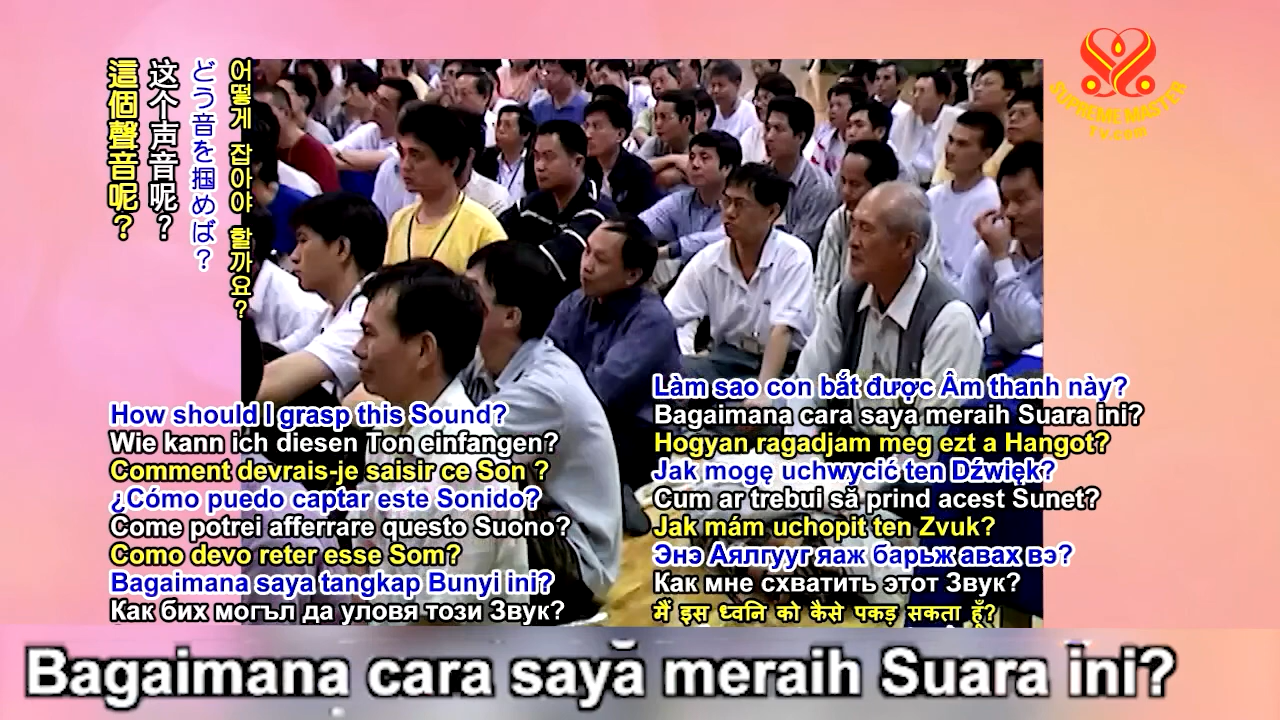 這個聲音呢？
这个声音呢？
どう音を掴めば？
어떻게 잡아야 할까요?
SUPREME MASTER
TV.com
How should I grasp this Sound?
Wie kann ich diesen Ton einfangen?
Comment devrais-je saisir ce Son ?
¿Cómo puedo captar este Sonido?
Come potrei afferrare questo Suono?
Como devo reter esse Som?
Bagaimana saya tangkap Bunyi ini?
Как бих могъл да уловя този Звук?
Làm sao con bắt được Âm thanh này?
Bagaimana cara saya meraih Suara ini?
Hogyan ragadjam meg ezt a Hangot?
Jak mogę uchwycić ten Dźwięk?
Cum ar trebui să prind acest Sunet?
Jak mám uchopit ten Zvuk?
Энэ Аялгууг яаж барьж авах вэ?
Как мне схватить этот Звук?
मैं इस ध्वनि को कैसे पकड़ सकता हूँ?
Bagaimana cara saya meraih Suara ini?